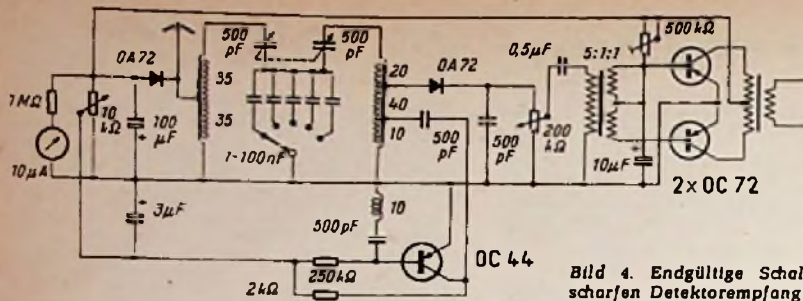 500 pF
500 pF
500kΩ
0A72
0A72
0,5µF
5:1:1
1MΩ
35
20
10 kΩ
100 µF
35
40
10
500 pF
500 pF
200 kΩ
10µF
1-100nF
10µA
2×OC 72
3µF
10
500pF
OC 44
250kΩ
2kΩ
Bild 4. Endgültige Schal
scharfen Detektorempfang